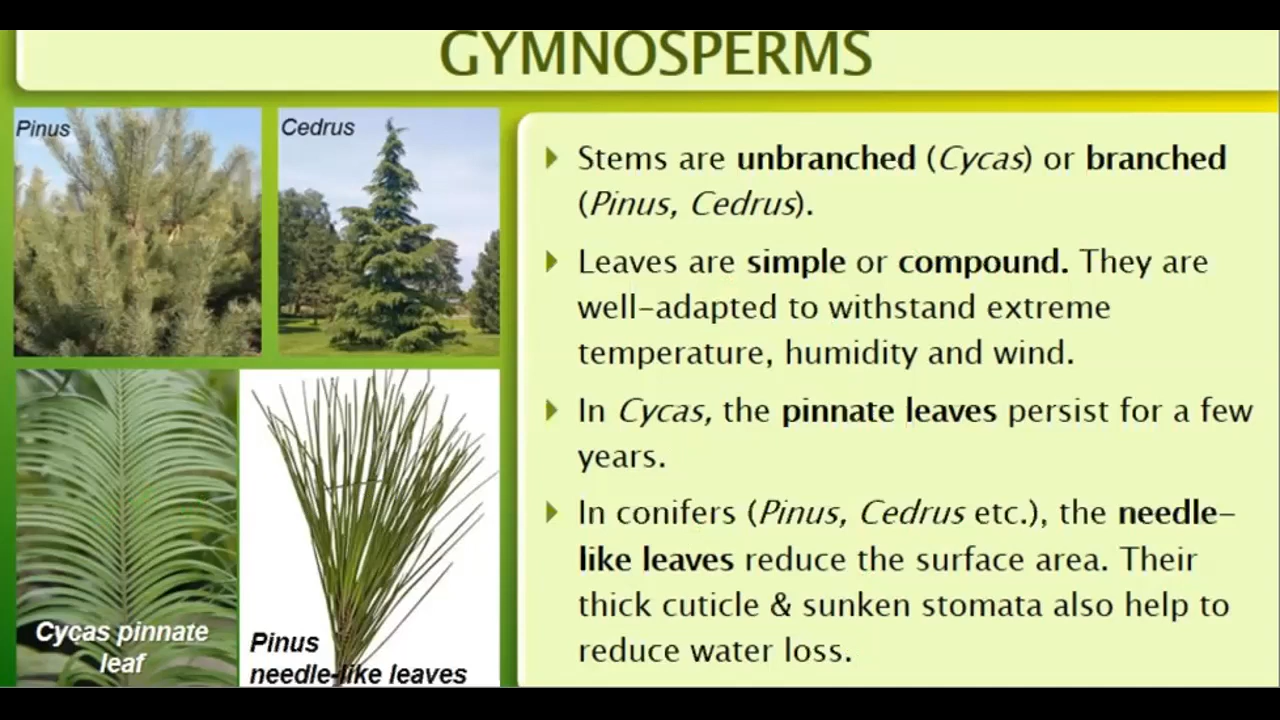 GYMNOSPERMS
Pinus
Cedrus
Cycas pinnate
leaf
Pinus
needle-like leaves
Stems are unbranched (Cycas) or branched
(Pinus, Cedrus).
Leaves are simple or compound. They are
well-adapted to withstand extreme
temperature, humidity and wind.
In Cycas, the pinnate leaves persist for a few
years.
In conifers (Pinus, Cedrus etc.), the needle-
like leaves reduce the surface area. Their
thick cuticle & sunken stomata also help to
reduce water loss.